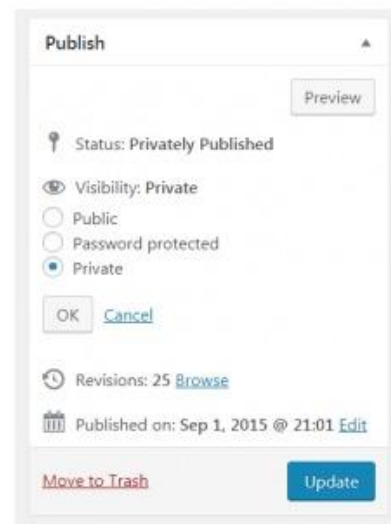 Publish
Preview
Status: Privately Published
Visibility: Private
Public
Password protected
Private
OK Cancel
Revisions: 25 Browse
Published on: Sep 1, 2015 @ 21:01 Edit
Move to Trash Update